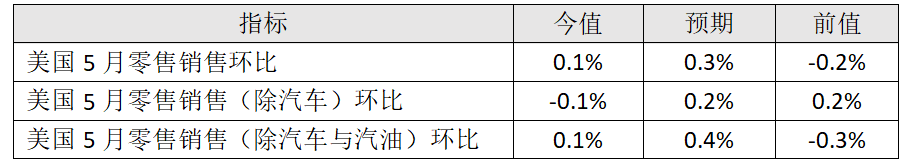 指标 今值 预期 前值
美国 5 月零售销售环比 0.1% 0.3% -0.2%
美国 5 月零售销售（除汽车）环比 -0.1% 0.2% 0.2%
美国 5 月零售销售（除汽车与汽油）环比 0.1% 0.4% -0.3%